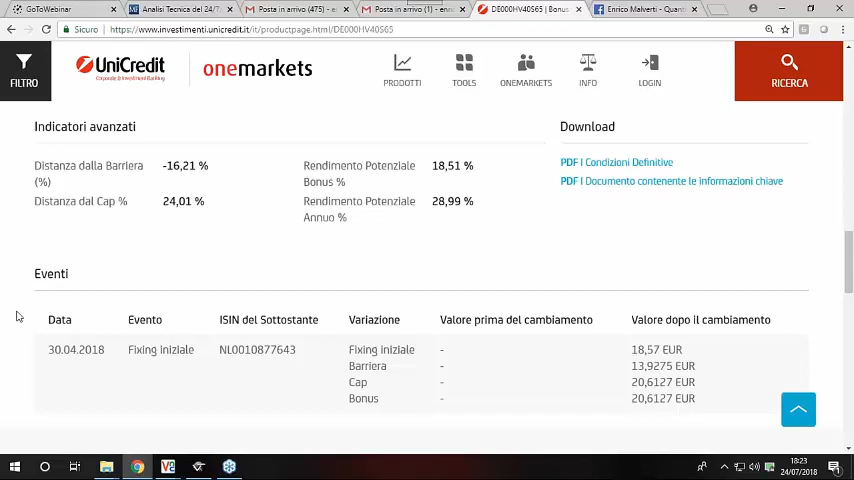 GoToWebinar
Analisi Tecnica del 24/7
Posta in arrivo (475) - e
Posta in arrivo (1) - enn
DE000HV40S65 | Bonus
Enrico Malverti - Quant
Sicuro
https://www.investimenti.unicredit.it/it/productpage.html/DE000HV40S65
FILTRO
UniCredit
Corporate & Investment Banking
onemarkets
PRODOTTI
TOOLS
ONEMARKETS
INFO
LOGIN
RICERCA
Indicatori avanzati
Download
Distanza dalla Barriera (%)
-16,21 %
Rendimento Potenziale Bonus %
18,51 %
PDF | Condizioni Definitive
PDF | Documento contenente le informazioni chiave
Distanza dal Cap %
24,01 %
Rendimento Potenziale Annuo %
28,99 %
Eventi
Data Evento ISIN del Sottostante Variazione Valore prima del cambiamento Valore dopo il cambiamento
30.04.2018 Fixing iniziale NL0010877643 Fixing iniziale - 18,57 EUR
Barriera - 13,9275 EUR
Cap - 20,6127 EUR
Bonus - 20,6127 EUR
18:23
24/07/2018